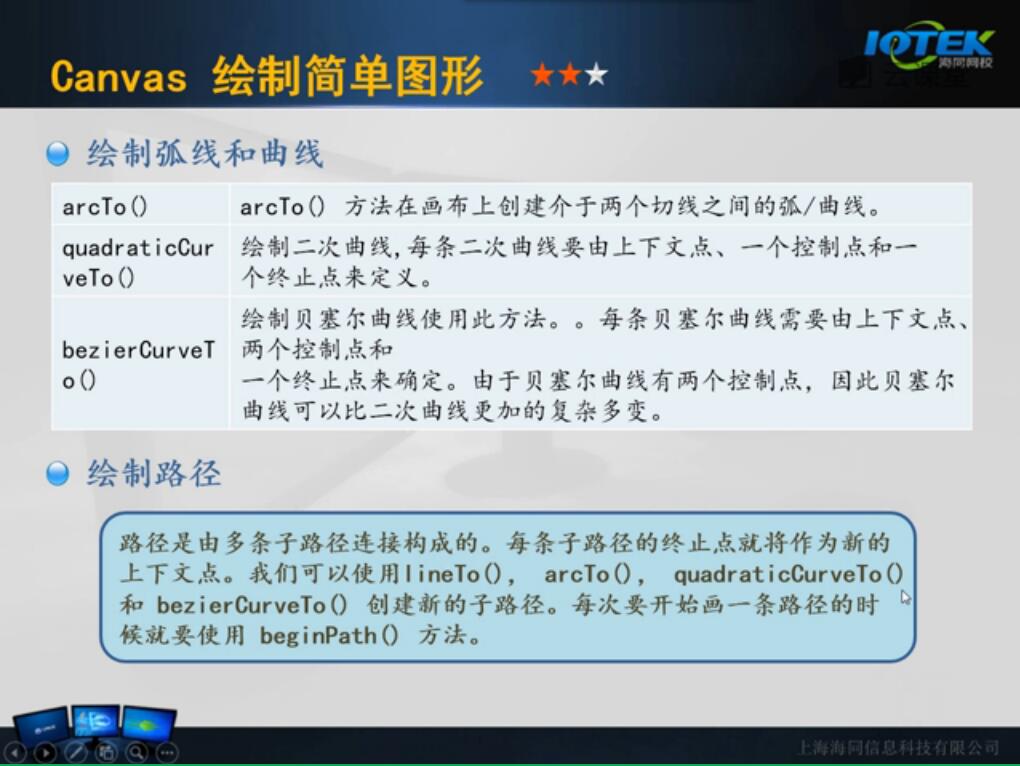 Canvas 绘制简单图形
IOTEK
海同网校
云课堂
绘制弧线和曲线
arcTo()
arcTo() 方法在画布上创建介于两个切线之间的弧/曲线。
quadraticCur
veTo()
绘制二次曲线,每条二次曲线要由上下文点、一个控制点和一
个终止点来定义。
bezierCurveT
o()
绘制贝塞尔曲线使用此方法。。每条贝塞尔曲线需要由上下文点、
两个控制点和
一个终止点来确定。由于贝塞尔曲线有两个控制点, 因此贝塞尔
曲线可以比二次曲线更加的复杂多变。
绘制路径
路径是由多条子路径连接构成的。每条子路径的终止点就将作为新的
上下文点。我们可以使用lineTo(), arcTo(), quadraticCurveTo()
和 bezierCurveTo() 创建新的子路径。每次要开始画一条路径的时
候就要使用 beginPath() 方法。
上海海同信息科技有限公司